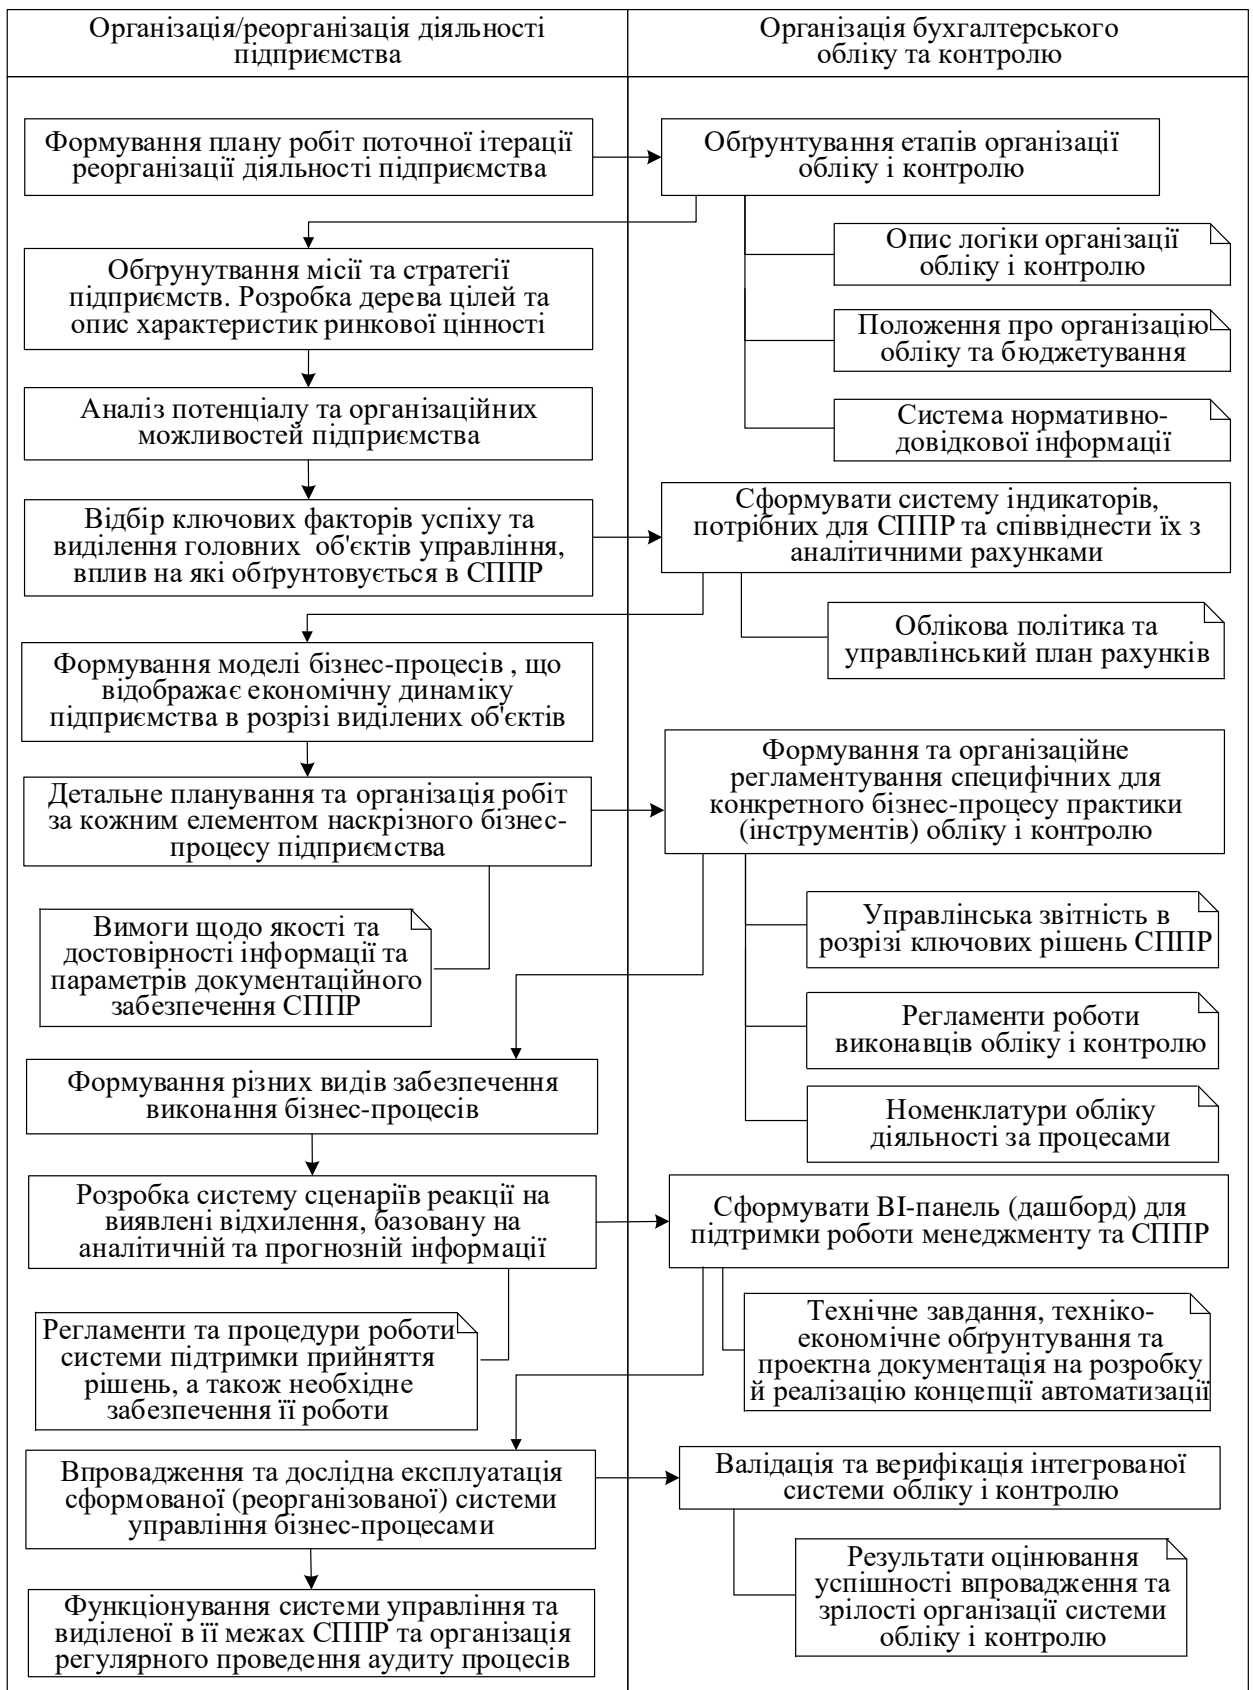 Організація/реорганізація діяльності
підприємства
Організація бухгалтерського
обліку та контролю
Формування плану робіт поточної ітерації
реорганізації діяльності підприємства
Обґрунтування етапів організації
обліку і контролю
Опис логіки організації
обліку і контролю
Обгрунутвання місії та стратегії
підприємств. Розробка дерева цілей та
опис характеристик ринкової цінності
Положення про організацію
обліку та бюджетування
Аналіз потенціалу та організаційних
можливостей підприємства
Система нормативно-
довідкової інформації
Відбір ключових факторів успіху та
виділення головних об'єктів управління,
вплив на які обґрунтовується в СППР
Сформувати систему індикаторів,
потрібних для СППР та співвіднести їх з
аналітичними рахунками
Облікова політика та
управлінський план рахунків
Формування моделі бізнес-процесів , що
відображає економічну динаміку
підприємства в розрізі виділених об'єктів
Детальне планування та організація робіт
за кожним елементом наскрізного бізнес-
процесу підприємства
Формування та організаційне
регламентування специфічних для
конкретного бізнес-процесу практики
(інструментів) обліку і контролю
Вимоги щодо якості та
достовірності інформації та
параметрів документаційного
забезпечення СППР
Управлінська звітність в
розрізі ключових рішень СППР
Регламенти роботи
виконавців обліку і контролю
Формування різних видів забезпечення
виконання бізнес-процесів
Номенклатури обліку
діяльності за процесами
Розробка систему сценаріїв реакції на
виявлені відхилення, базовану на
аналітичній та прогнозній інформації
Сформувати BI-панель (дашборд) для
підтримки роботи менеджменту та СППР
Регламенти та процедури роботи
системи підтримки прийняття
рішень, а також необхідне
забезпечення її роботи
Технічне завдання, техніко-
економічне обґрунтування та
проектна документація на розробку
й реалізацію концепції автоматизації
Впровадження та дослідна експлуатація
сформованої (реорганізованої) системи
управління бізнес-процесами
Валідація та верифікація інтегрованої
системи обліку і контролю
Результати оцінювання
успішності впровадження та
зрілості організації системи
обліку і контролю
Функціонування системи управління та
виділеної в її межах СППР та організація
регулярного проведення аудиту процесів